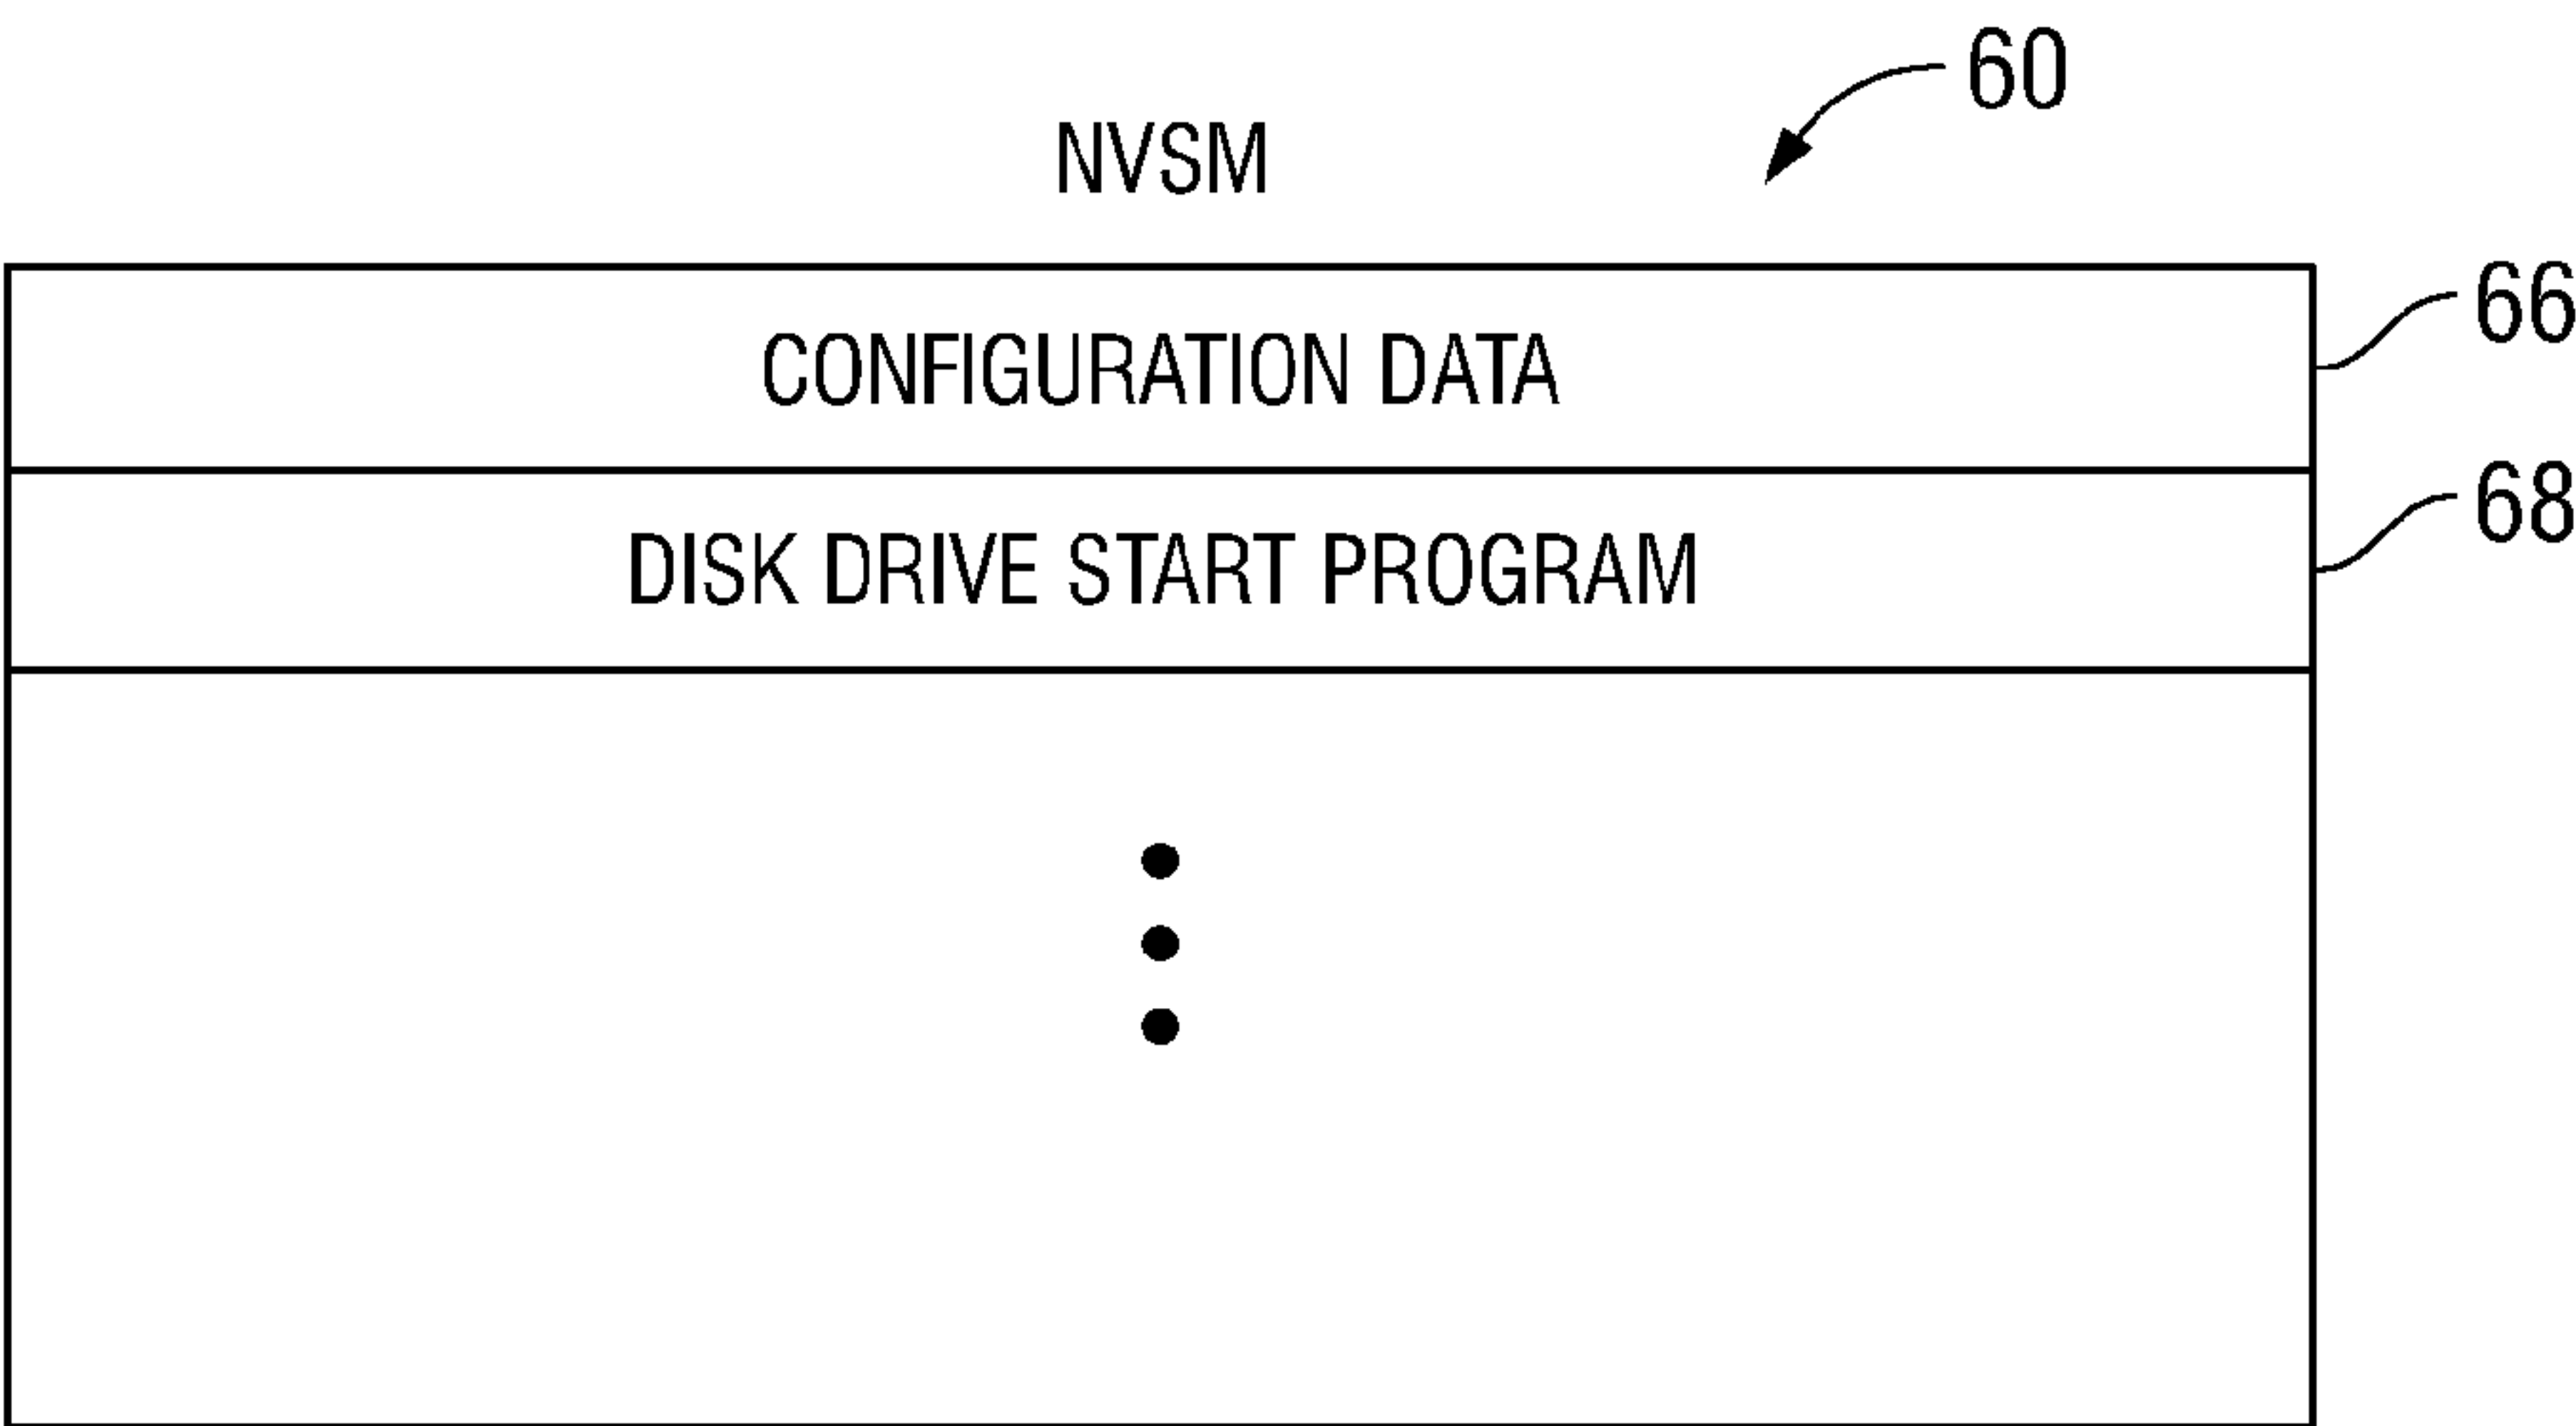 60
NVSM
CONFIGURATION DATA
66
DISK DRIVE START PROGRAM
68